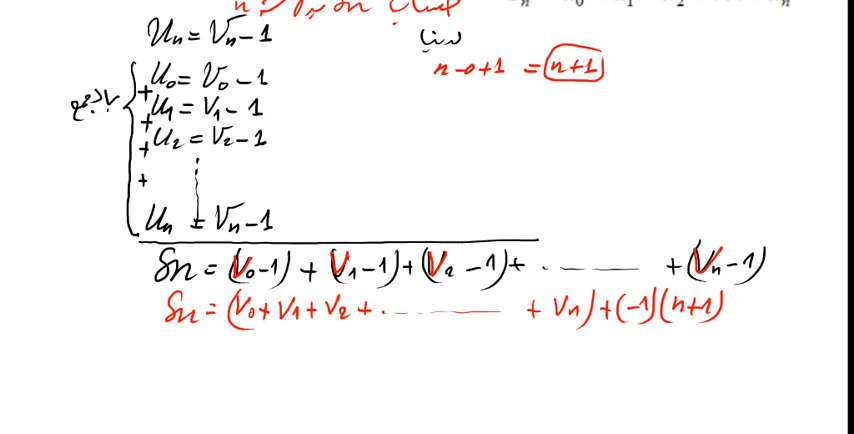 n
Uₙ = Vₙ - 1
لدينا
n - 0 + 1 = n+1
U₀ = V₀ - 1
بالجمع
+ U₁ = V₁ - 1
+ U₂ = V₂ - 1
+
+
Uₙ = Vₙ - 1
Sn = (V₀ - 1) + (V₁ - 1) + (V₂ - 1) + . ........ + (Vₙ - 1)
Sn = (V₀ + V₁ + V₂ + . ........ + Vn) + (-1)(n+1)